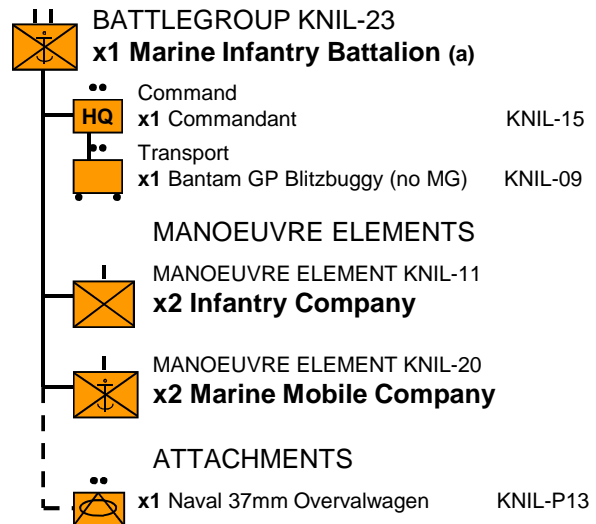 BATTLEGROUP KNIL-23
x1 Marine Infantry Battalion (a)
Command
HQ x1 Commandant KNIL-15
Transport
x1 Bantam GP Blitzbuggy (no MG) KNIL-09
MANOEUVRE ELEMENTS
MANOEUVRE ELEMENT KNIL-11
x2 Infantry Company
MANOEUVRE ELEMENT KNIL-20
x2 Marine Mobile Company
ATTACHMENTS
x1 Naval 37mm Overvalwagen KNIL-P13